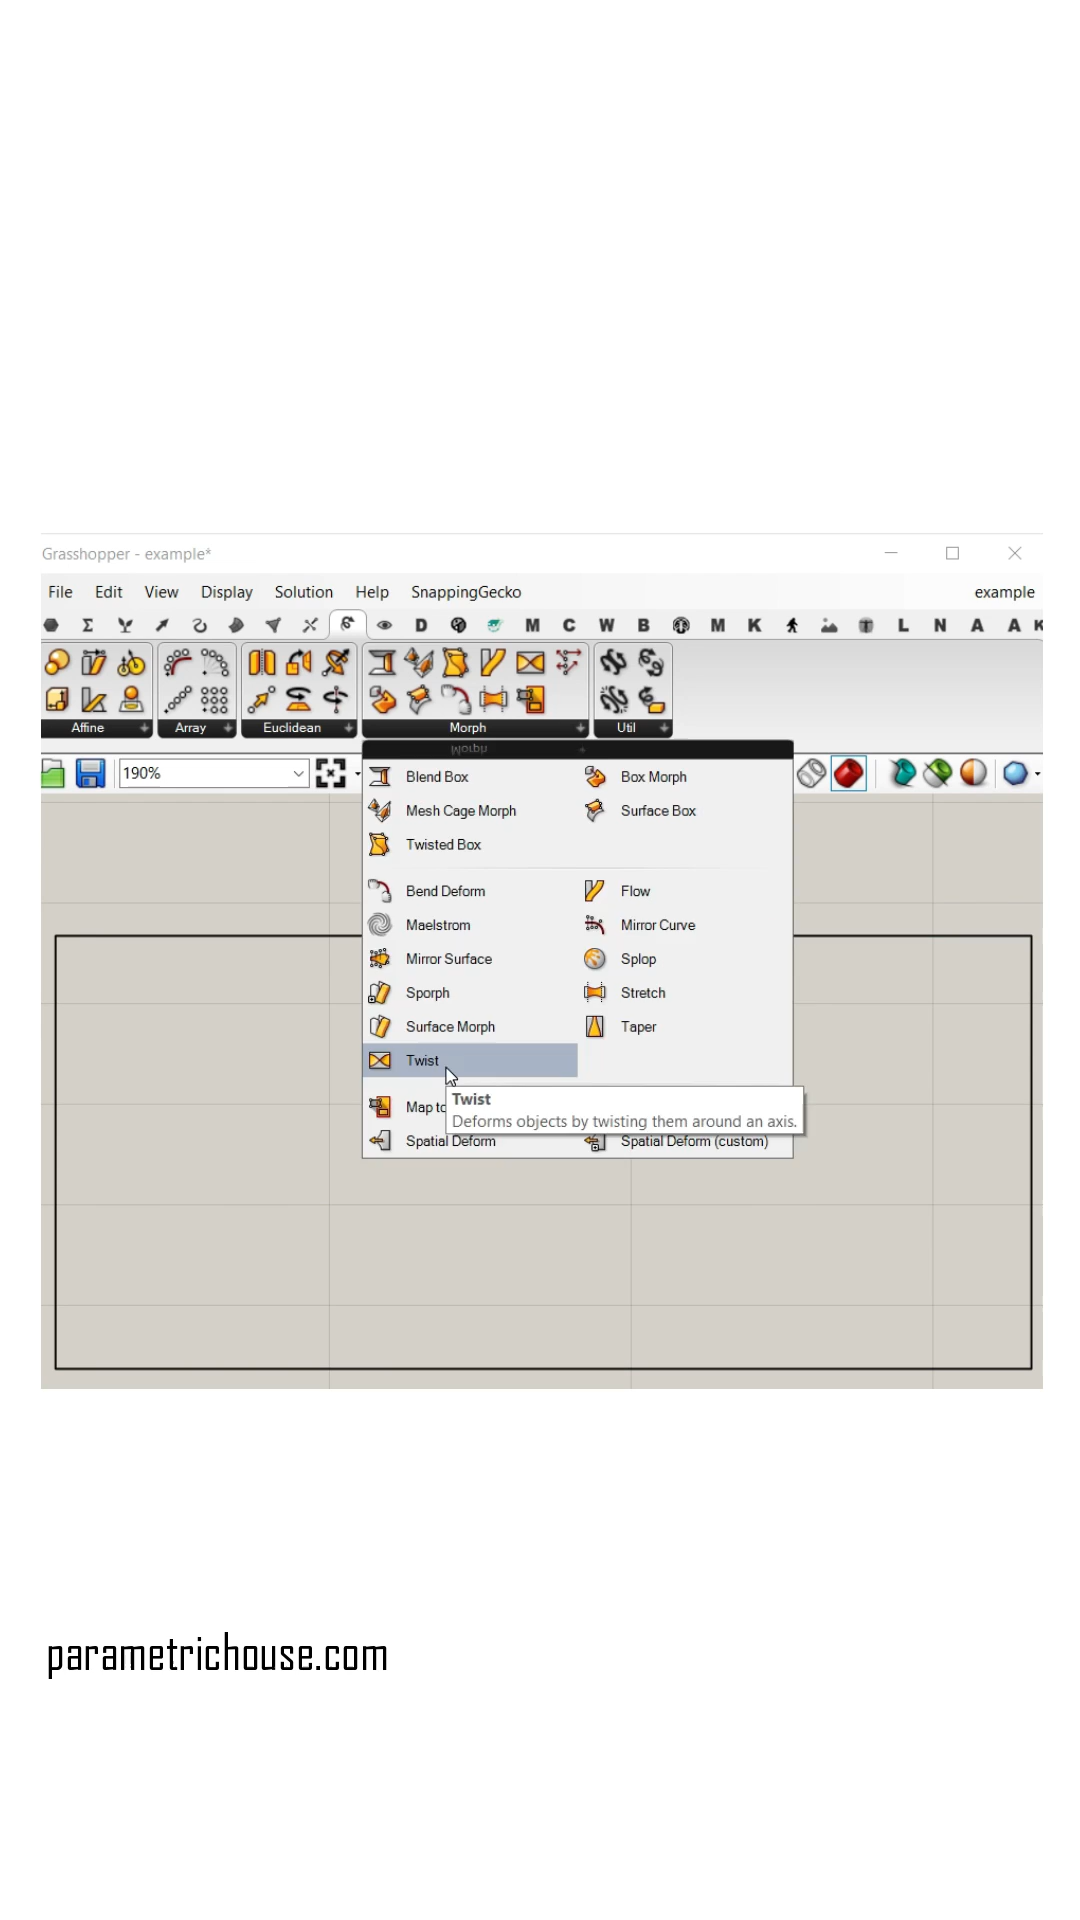 Grasshopper - example*
File Edit View Display Solution Help SnappingGecko example
Σ D M C W B M K L N A A K
Affine Array Euclidean Morph Util
Morph
190%
Blend Box Box Morph
Mesh Cage Morph Surface Box
Twisted Box
Bend Deform Flow
Maelstrom Mirror Curve
Mirror Surface Splop
Sporph Stretch
Surface Morph Taper
Twist
Twist
Map to
Deforms objects by twisting them around an axis.
Spatial Deform Spatial Deform (custom)
parametrichouse.com